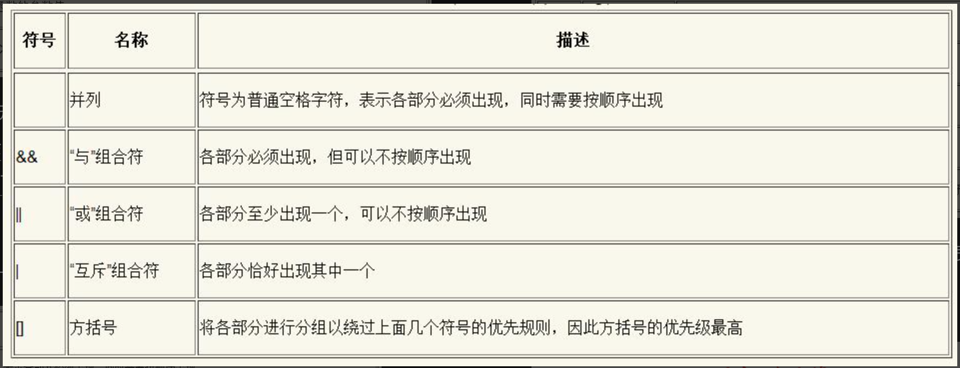 符号 名称 描述
并列 符号为普通空格字符，表示各部分必须出现，同时需要按顺序出现
&& “与”组合符 各部分必须出现，但可以不按顺序出现
|| “或”组合符 各部分至少出现一个，可以不按顺序出现
| “互斥”组合符 各部分恰好出现其中一个
[] 方括号 将各部分进行分组以绕过上面几个符号的优先规则，因此方括号的优先级最高